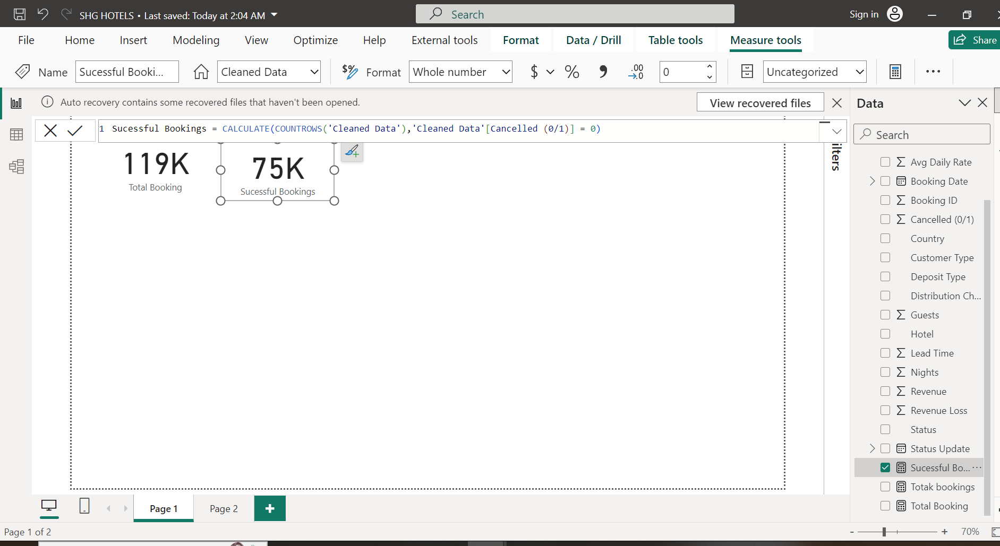 SHG HOTELS • Last saved: Today at 2:04 AM
Search
Sign in
File Home Insert Modeling View Optimize Help External tools Format Data / Drill Table tools Measure tools
Share
Name Sucessful Booki... Cleaned Data $% Format Whole number $ % , .00 →.0 0 Uncategorized ...
Auto recovery contains some recovered files that haven't been opened.
View recovered files
1 Sucessful Bookings = CALCULATE(COUNTROWS('Cleaned Data'),'Cleaned Data'[Cancelled (0/1)] = 0)
119K
Total Booking
75K
Sucessful Bookings
ilters
Data
Search
Avg Daily Rate
Booking Date
Booking ID
Cancelled (0/1)
Country
Customer Type
Deposit Type
Distribution Ch...
Guests
Hotel
Lead Time
Nights
Revenue
Revenue Loss
Status
Status Update
Sucessful Bo... ...
Totak bookings
Total Booking
Page 1 Page 2 +
Page 1 of 2
- + 70%